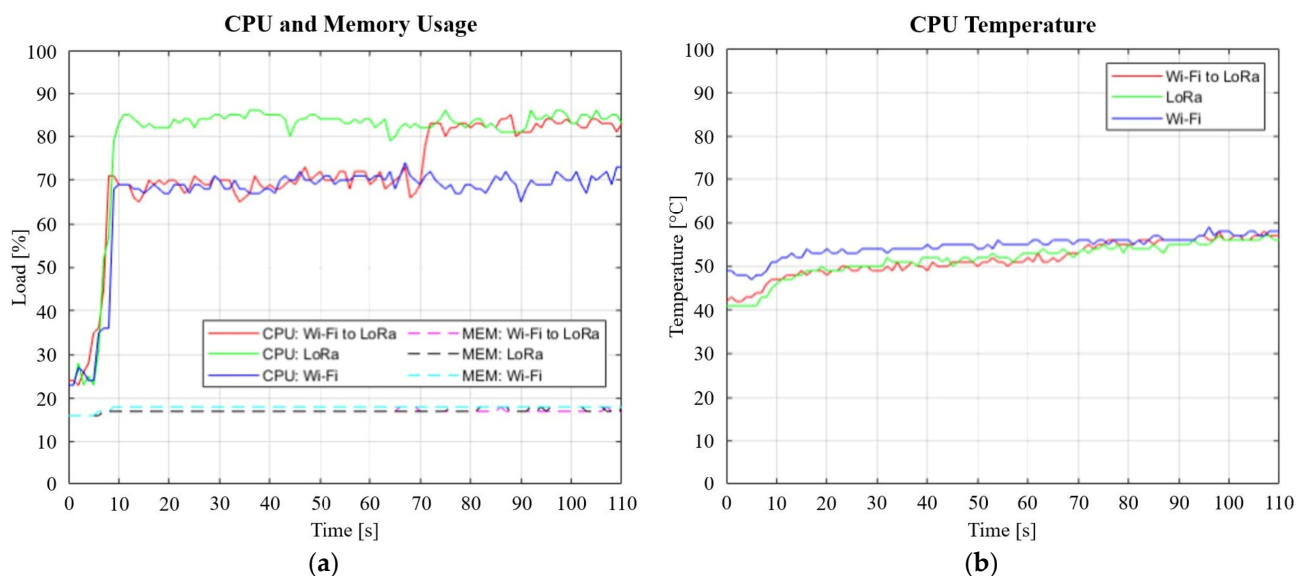 CPU and Memory Usage
100
90
80
70
60
50
40
30
20
10
0
Load [%]
CPU: Wi-Fi to LoRa
CPU: LoRa
CPU: Wi-Fi
MEM: Wi-Fi to LoRa
MEM: LoRa
MEM: Wi-Fi
0 10 20 30 40 50 60 70 80 90 100 110
Time [s]
(a)
CPU Temperature
100
90
80
70
60
50
40
30
20
10
0
Temperature [°C]
Wi-Fi to LoRa
LoRa
Wi-Fi
0 10 20 30 40 50 60 70 80 90 100 110
Time [s]
(b)